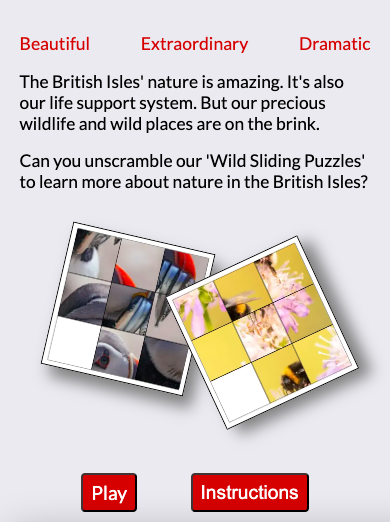 Beautiful Extraordinary Dramatic
The British Isles' nature is amazing. It's also
our life support system. But our precious
wildlife and wild places are on the brink.
Can you unscramble our 'Wild Sliding Puzzles'
to learn more about nature in the British Isles?
Play Instructions